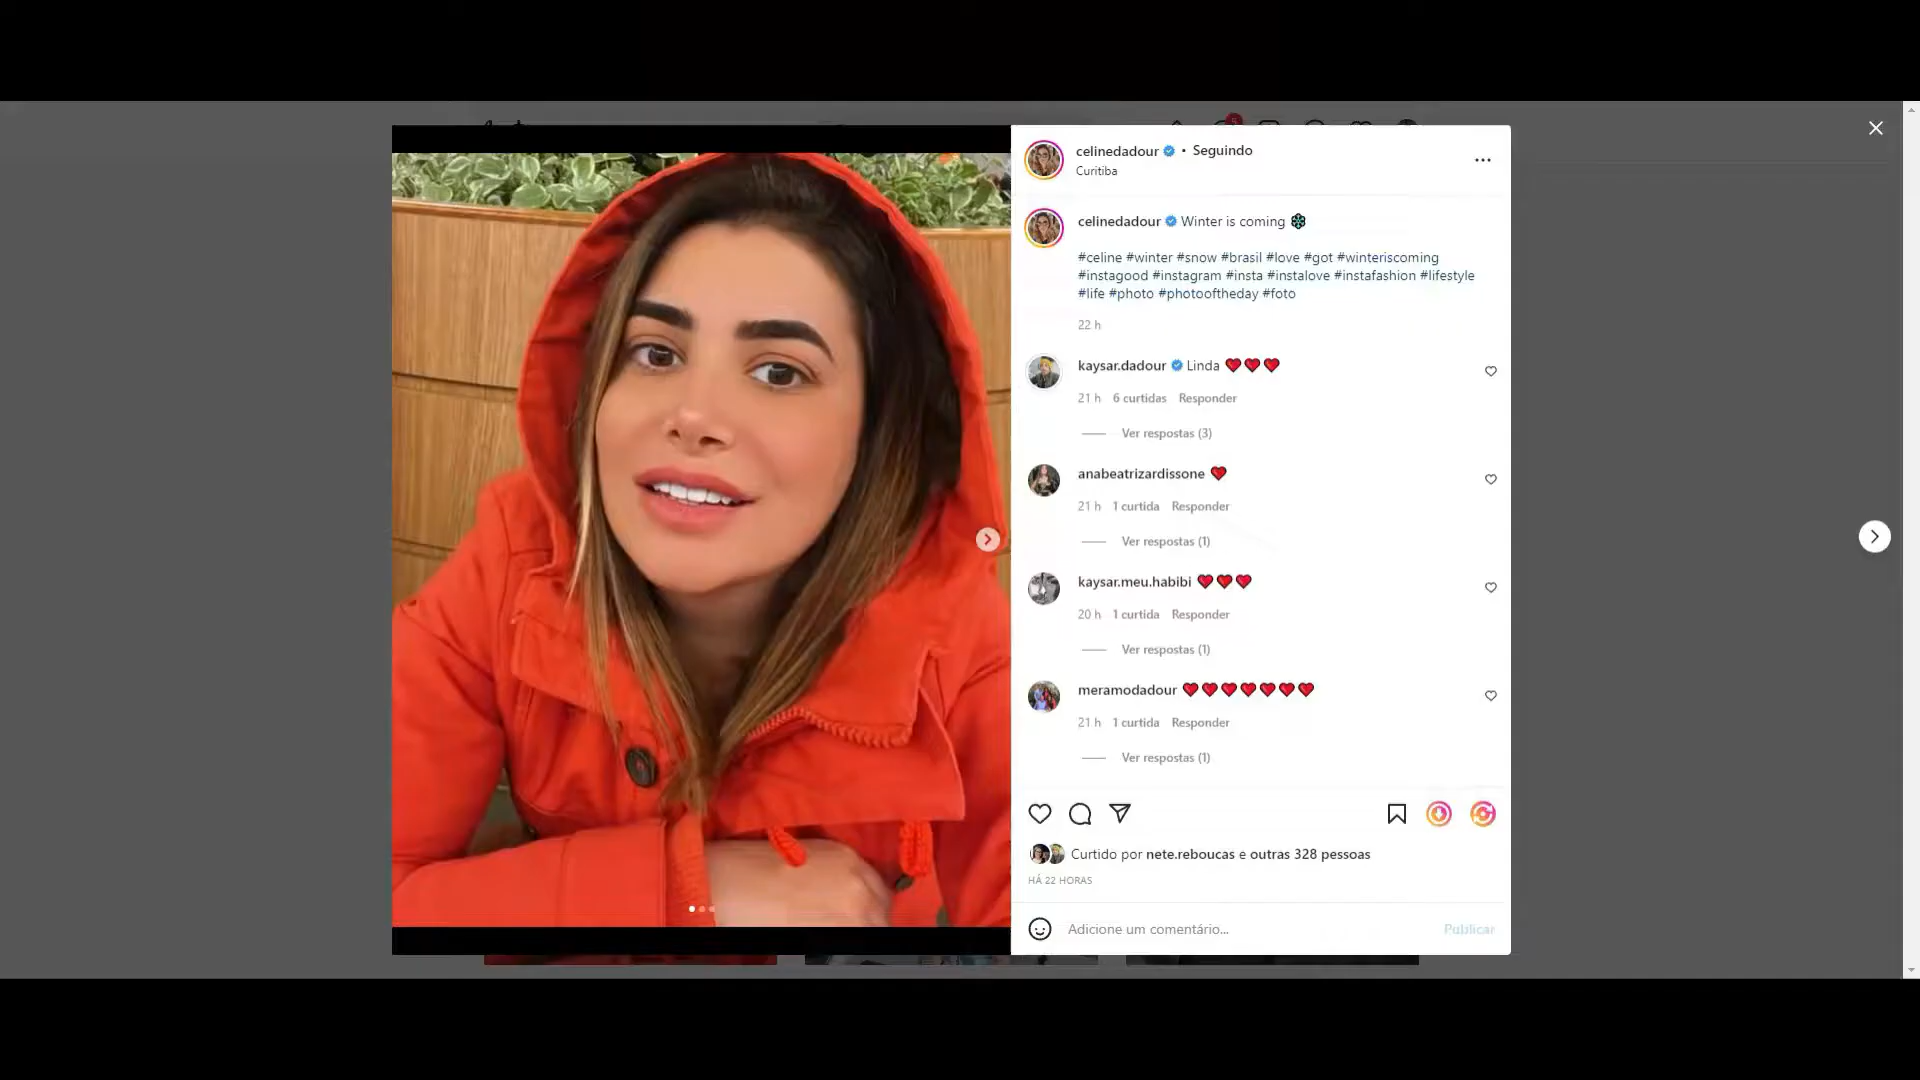 celinedadour • Seguindo
Curitiba
celinedadour Winter is coming
#celine #winter #snow #brasil #love #got #winteriscoming
#instagood #instagram #insta #instalove #instafashion #lifestyle
#life #photo #photooftheday #foto
22 h
kaysar.dadour Linda ❤️❤️❤️
21 h 6 curtidas Responder
Ver respostas (3)
anabeatrizardissone ❤️
21 h 1 curtida Responder
Ver respostas (1)
kaysar.meu.habibi ❤️❤️❤️
20 h 1 curtida Responder
Ver respostas (1)
meramodadour ❤️❤️❤️❤️❤️❤️❤️
21 h 1 curtida Responder
Ver respostas (1)
Curtido por nete.reboucas e outras 328 pessoas
HÁ 22 HORAS
Adicione um comentário... Publicar